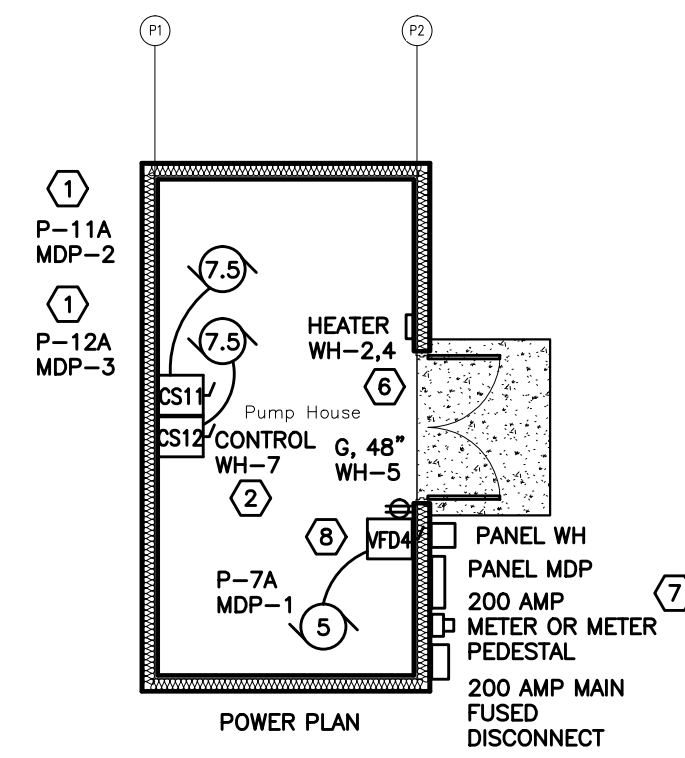 P1
P2
1
P-11A
MDP-2
1
P-12A
MDP-3
7.5
7.5
HEATER
WH-2,4
6
CS11
CS12
Pump House
CONTROL
WH-7
2
G, 48"
WH-5
8
VFD4
P-7A
MDP-1
5
PANEL WH
PANEL MDP
7
200 AMP
METER OR METER
PEDESTAL
200 AMP MAIN
FUSED
DISCONNECT
POWER PLAN